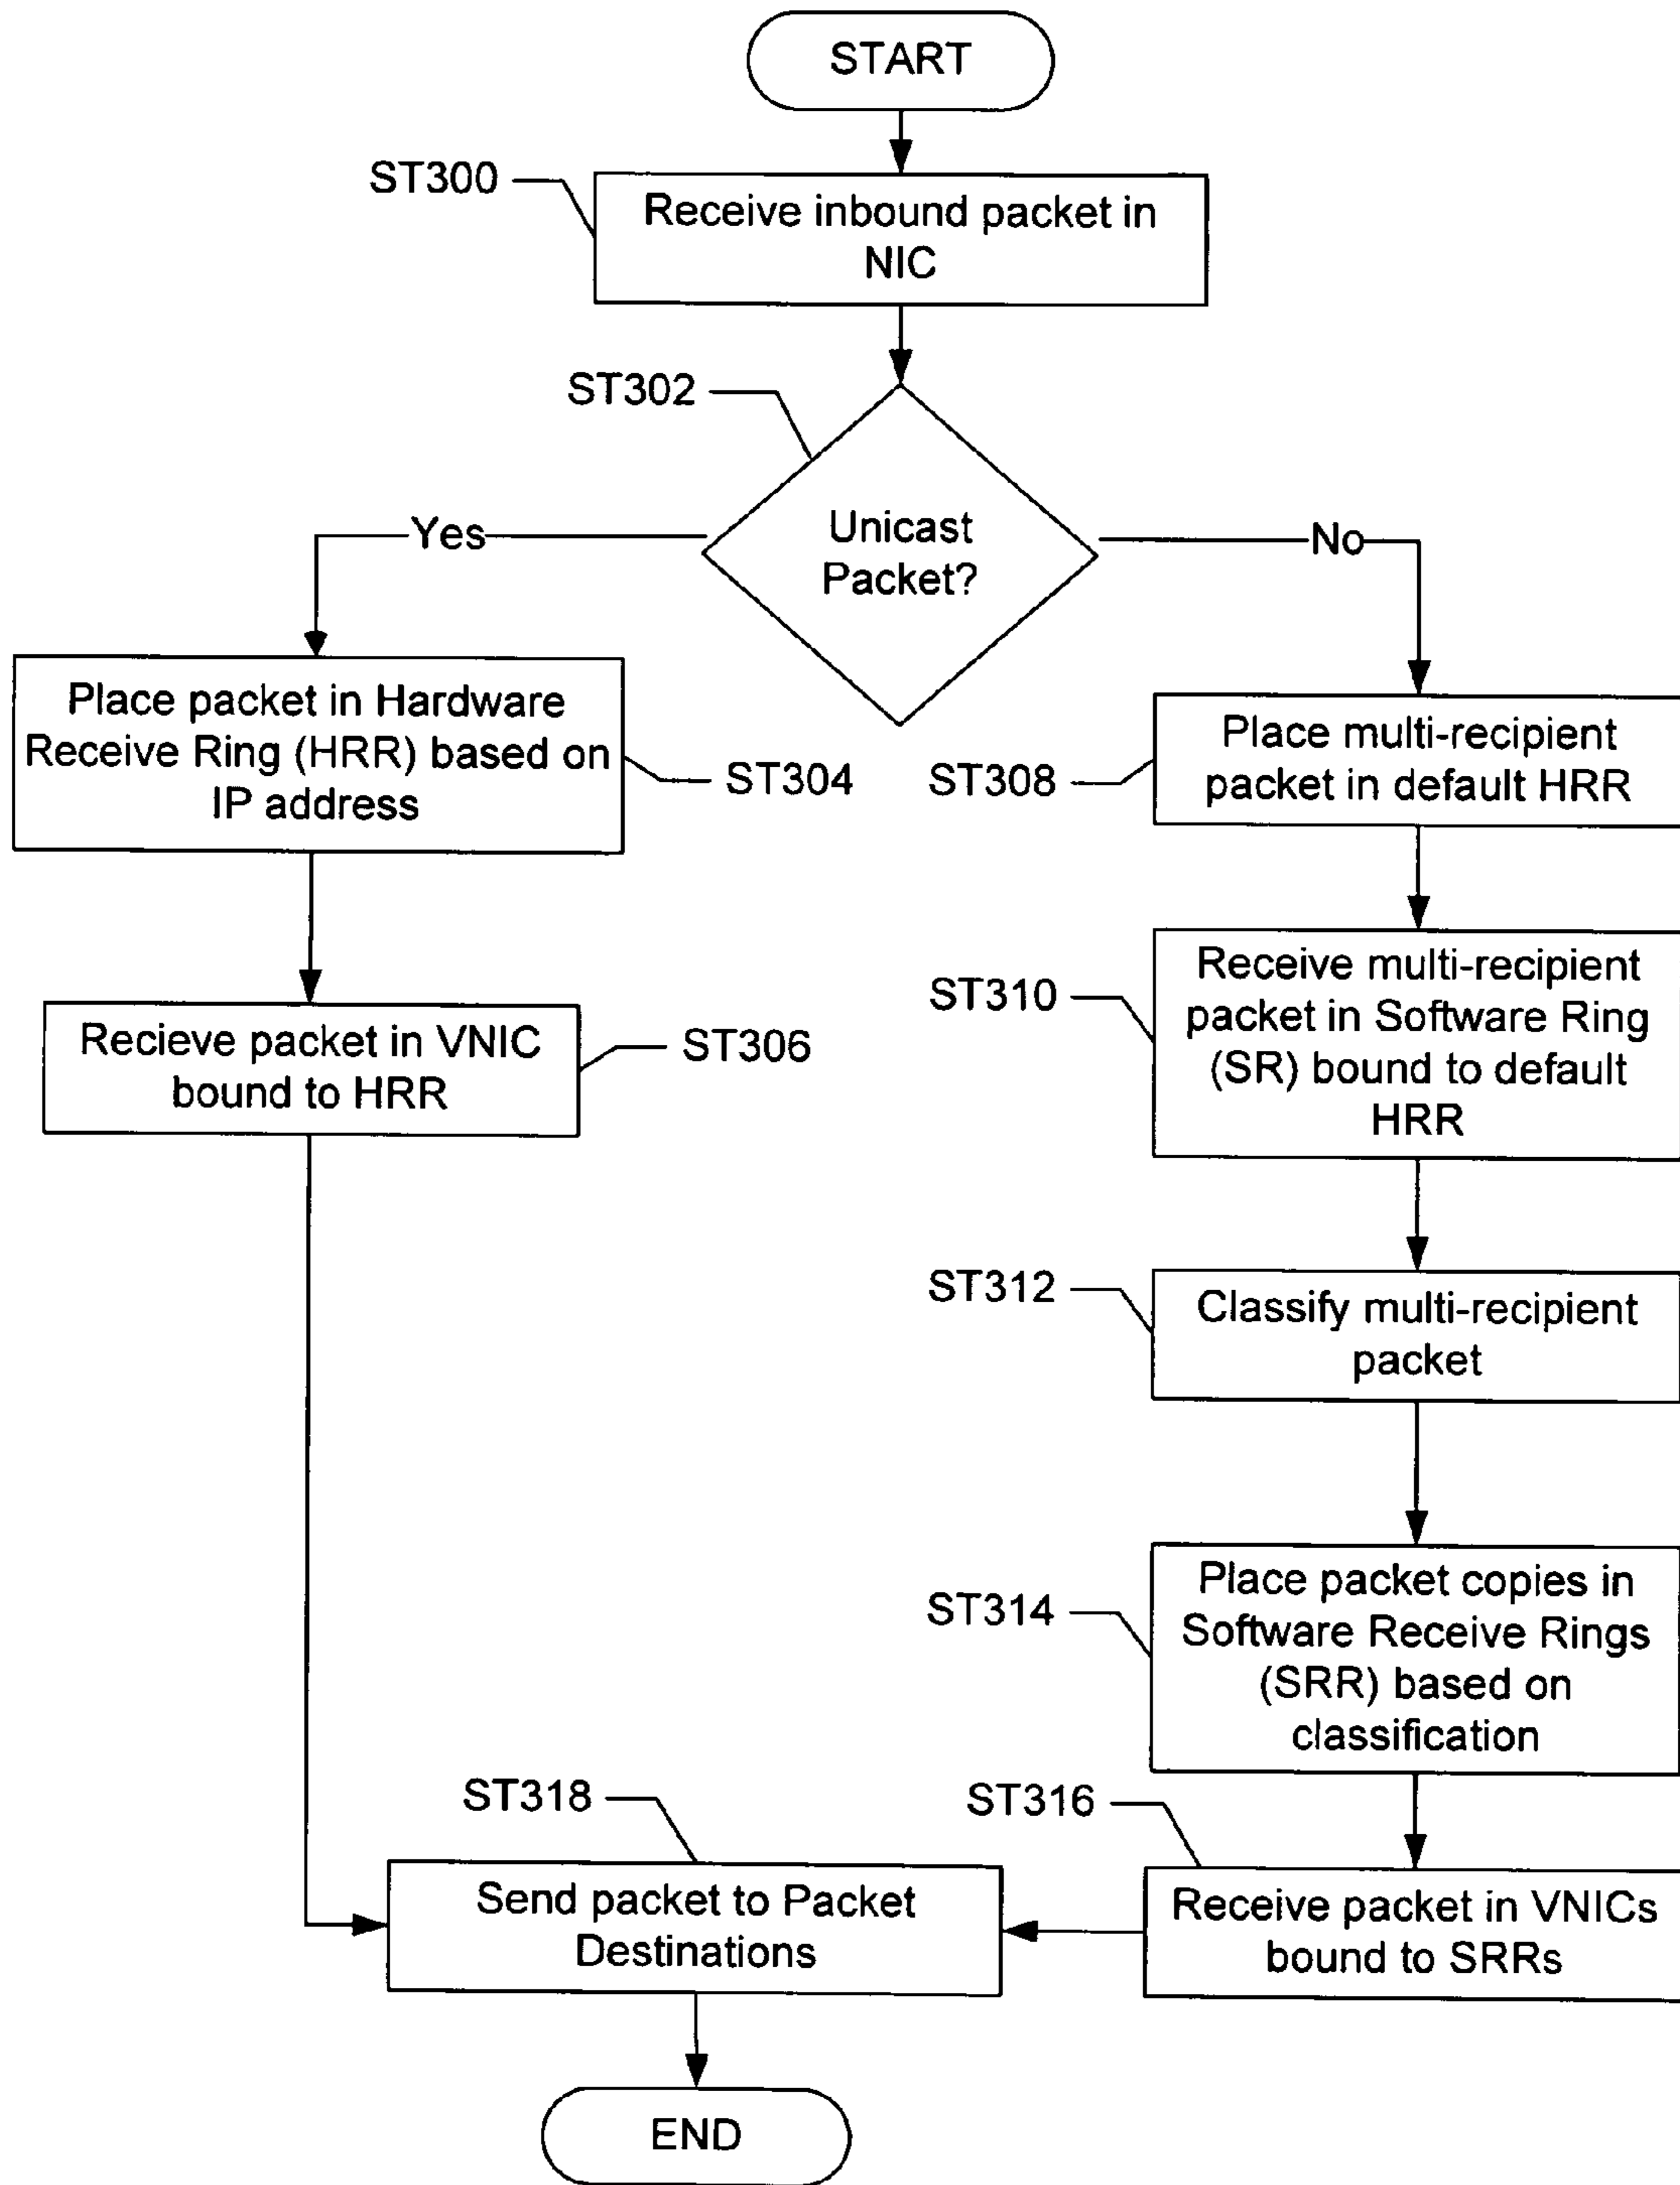 START
ST300
Receive inbound packet in
NIC
ST302
Unicast
Packet?
Yes
No
Place packet in Hardware
Receive Ring (HRR) based on
IP address
ST304
ST308
Place multi-recipient
packet in default HRR
Recieve packet in VNIC
bound to HRR
ST306
ST310
Receive multi-recipient
packet in Software Ring
(SR) bound to default
HRR
ST312
Classify multi-recipient
packet
ST314
Place packet copies in
Software Receive Rings
(SRR) based on
classification
ST318
ST316
Send packet to Packet
Destinations
Receive packet in VNICs
bound to SRRs
END